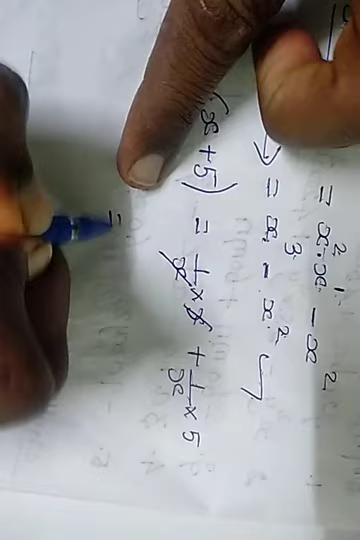 = x².x¹ - x²
→ = x³ - x²
(x + 5) = 1/x × x + 1/x × 5
=